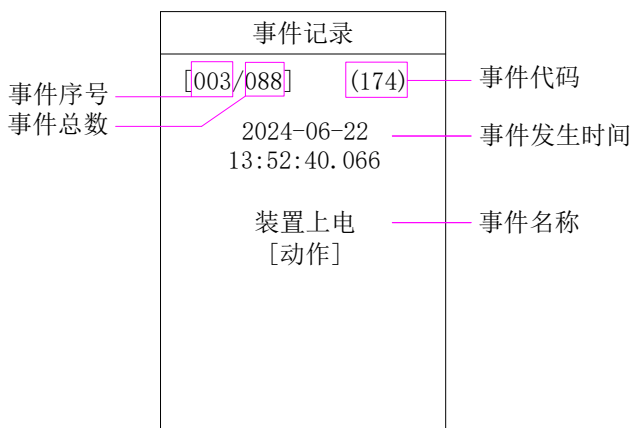 事件记录
[003/088] (174)
事件序号
事件总数
事件代码
2024-06-22
13:52:40.066
事件发生时间
装置上电
[动作]
事件名称